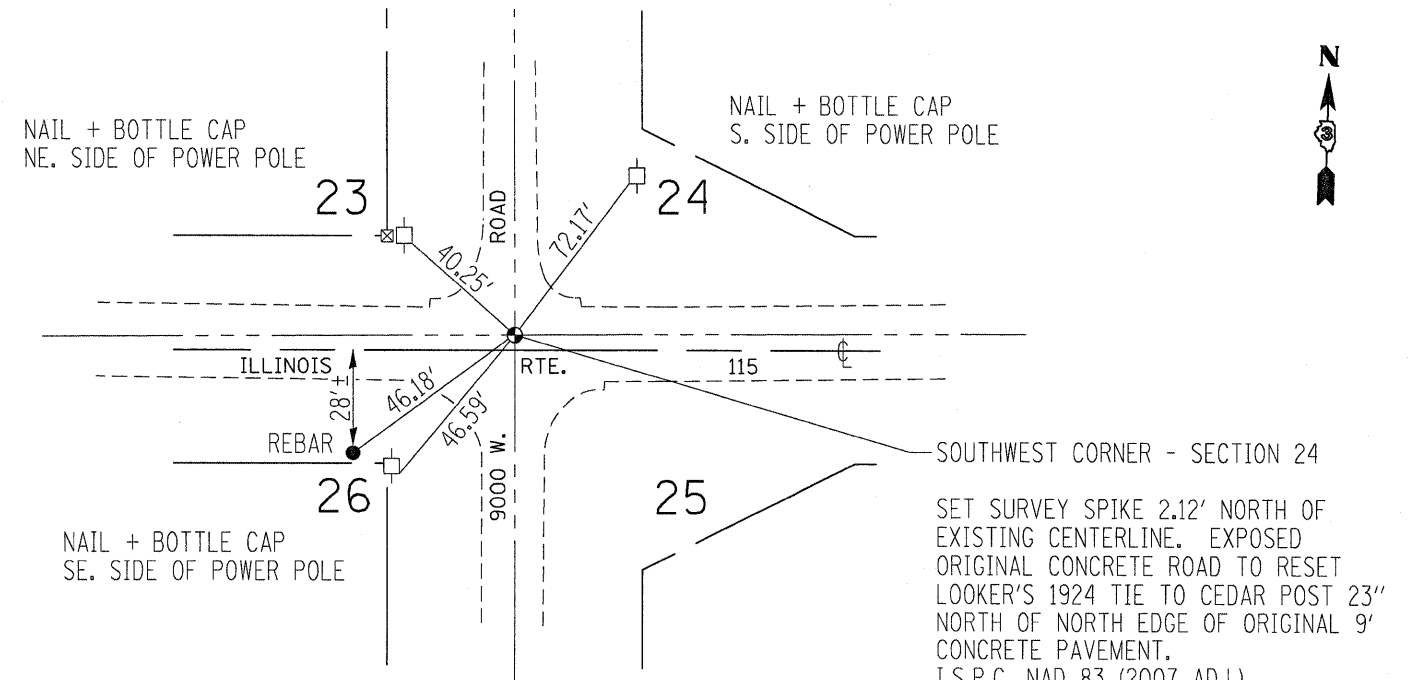 N
3
NAIL + BOTTLE CAP
NE. SIDE OF POWER POLE
NAIL + BOTTLE CAP
S. SIDE OF POWER POLE
23
24
ROAD
40.25'
72.17'
ILLINOIS
RTE.
115
28'±
46.18'
46.59'
REBAR
9000 W.
26
25
NAIL + BOTTLE CAP
SE. SIDE OF POWER POLE
SOUTHWEST CORNER - SECTION 24
SET SURVEY SPIKE 2.12' NORTH OF
EXISTING CENTERLINE. EXPOSED
ORIGINAL CONCRETE ROAD TO RESET
LOOKER'S 1924 TIE TO CEDAR POST 23"
NORTH OF NORTH EDGE OF ORIGINAL 9'
CONCRETE PAVEMENT.
I.S.P.C. NAD 83 (2007 ADJ.)